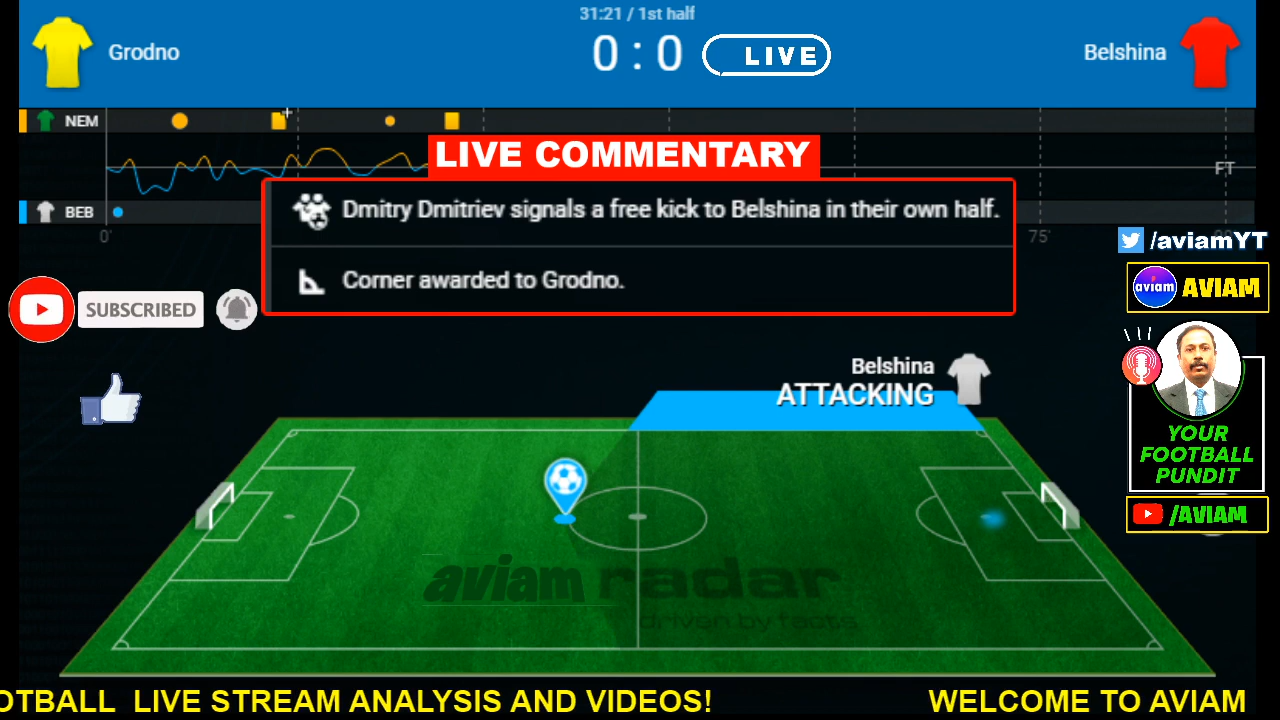 31:21 / 1st half
Grodno
0 : 0
LIVE
Belshina
NEM
LIVE COMMENTARY
FT
Dmitry Dmitriev signals a free kick to Belshina in their own half.
BEB
0'
75'
/aviamYT
Corner awarded to Grodno.
aviam
AVIAM
SUBSCRIBED
Belshina
ATTACKING
YOUR
FOOTBALL
PUNDIT
/AVIAM
aviam radar
driven by facts
OTBALL LIVE STREAM ANALYSIS AND VIDEOS!
WELCOME TO AVIAM